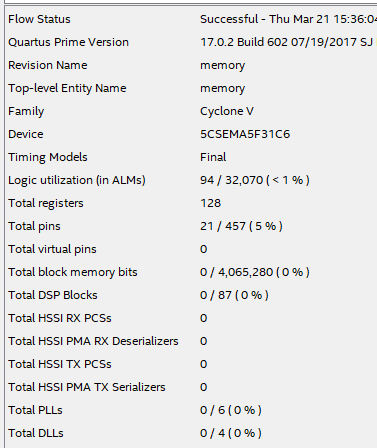 Flow Status Successful - Thu Mar 21 15:36:04
Quartus Prime Version 17.0.2 Build 602 07/19/2017 SJ
Revision Name memory
Top-level Entity Name memory
Family Cyclone V
Device 5CSEMA5F31C6
Timing Models Final
Logic utilization (in ALMs) 94 / 32,070 ( < 1 % )
Total registers 128
Total pins 21 / 457 ( 5 % )
Total virtual pins 0
Total block memory bits 0 / 4,065,280 ( 0 % )
Total DSP Blocks 0 / 87 ( 0 % )
Total HSSI RX PCSs 0
Total HSSI PMA RX Deserializers 0
Total HSSI TX PCSs 0
Total HSSI PMA TX Serializers 0
Total PLLs 0 / 6 ( 0 % )
Total DLLs 0 / 4 ( 0 % )